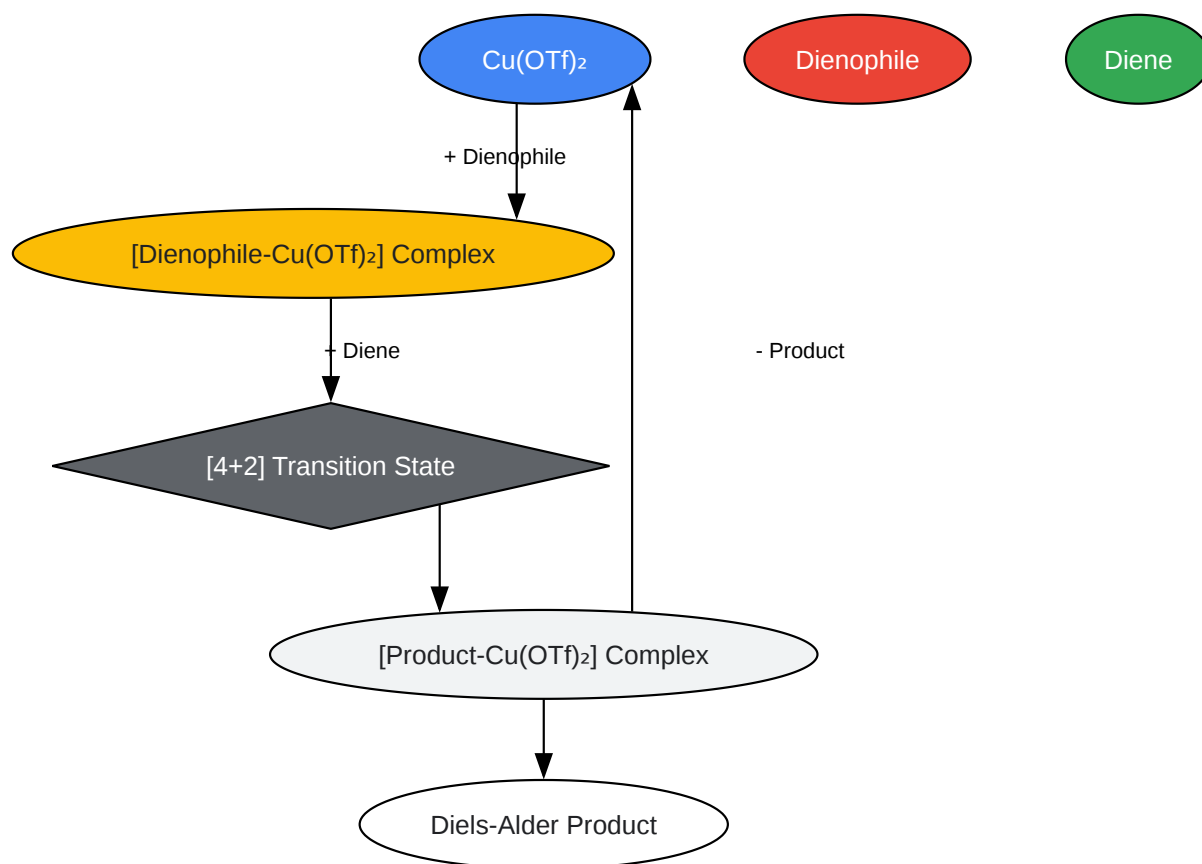 Cu(OTf)₂
Dienophile
Diene
+ Dienophile
[Dienophile-Cu(OTf)₂] Complex
+ Diene
- Product
[4+2] Transition State
[Product-Cu(OTf)₂] Complex
Diels-Alder Product